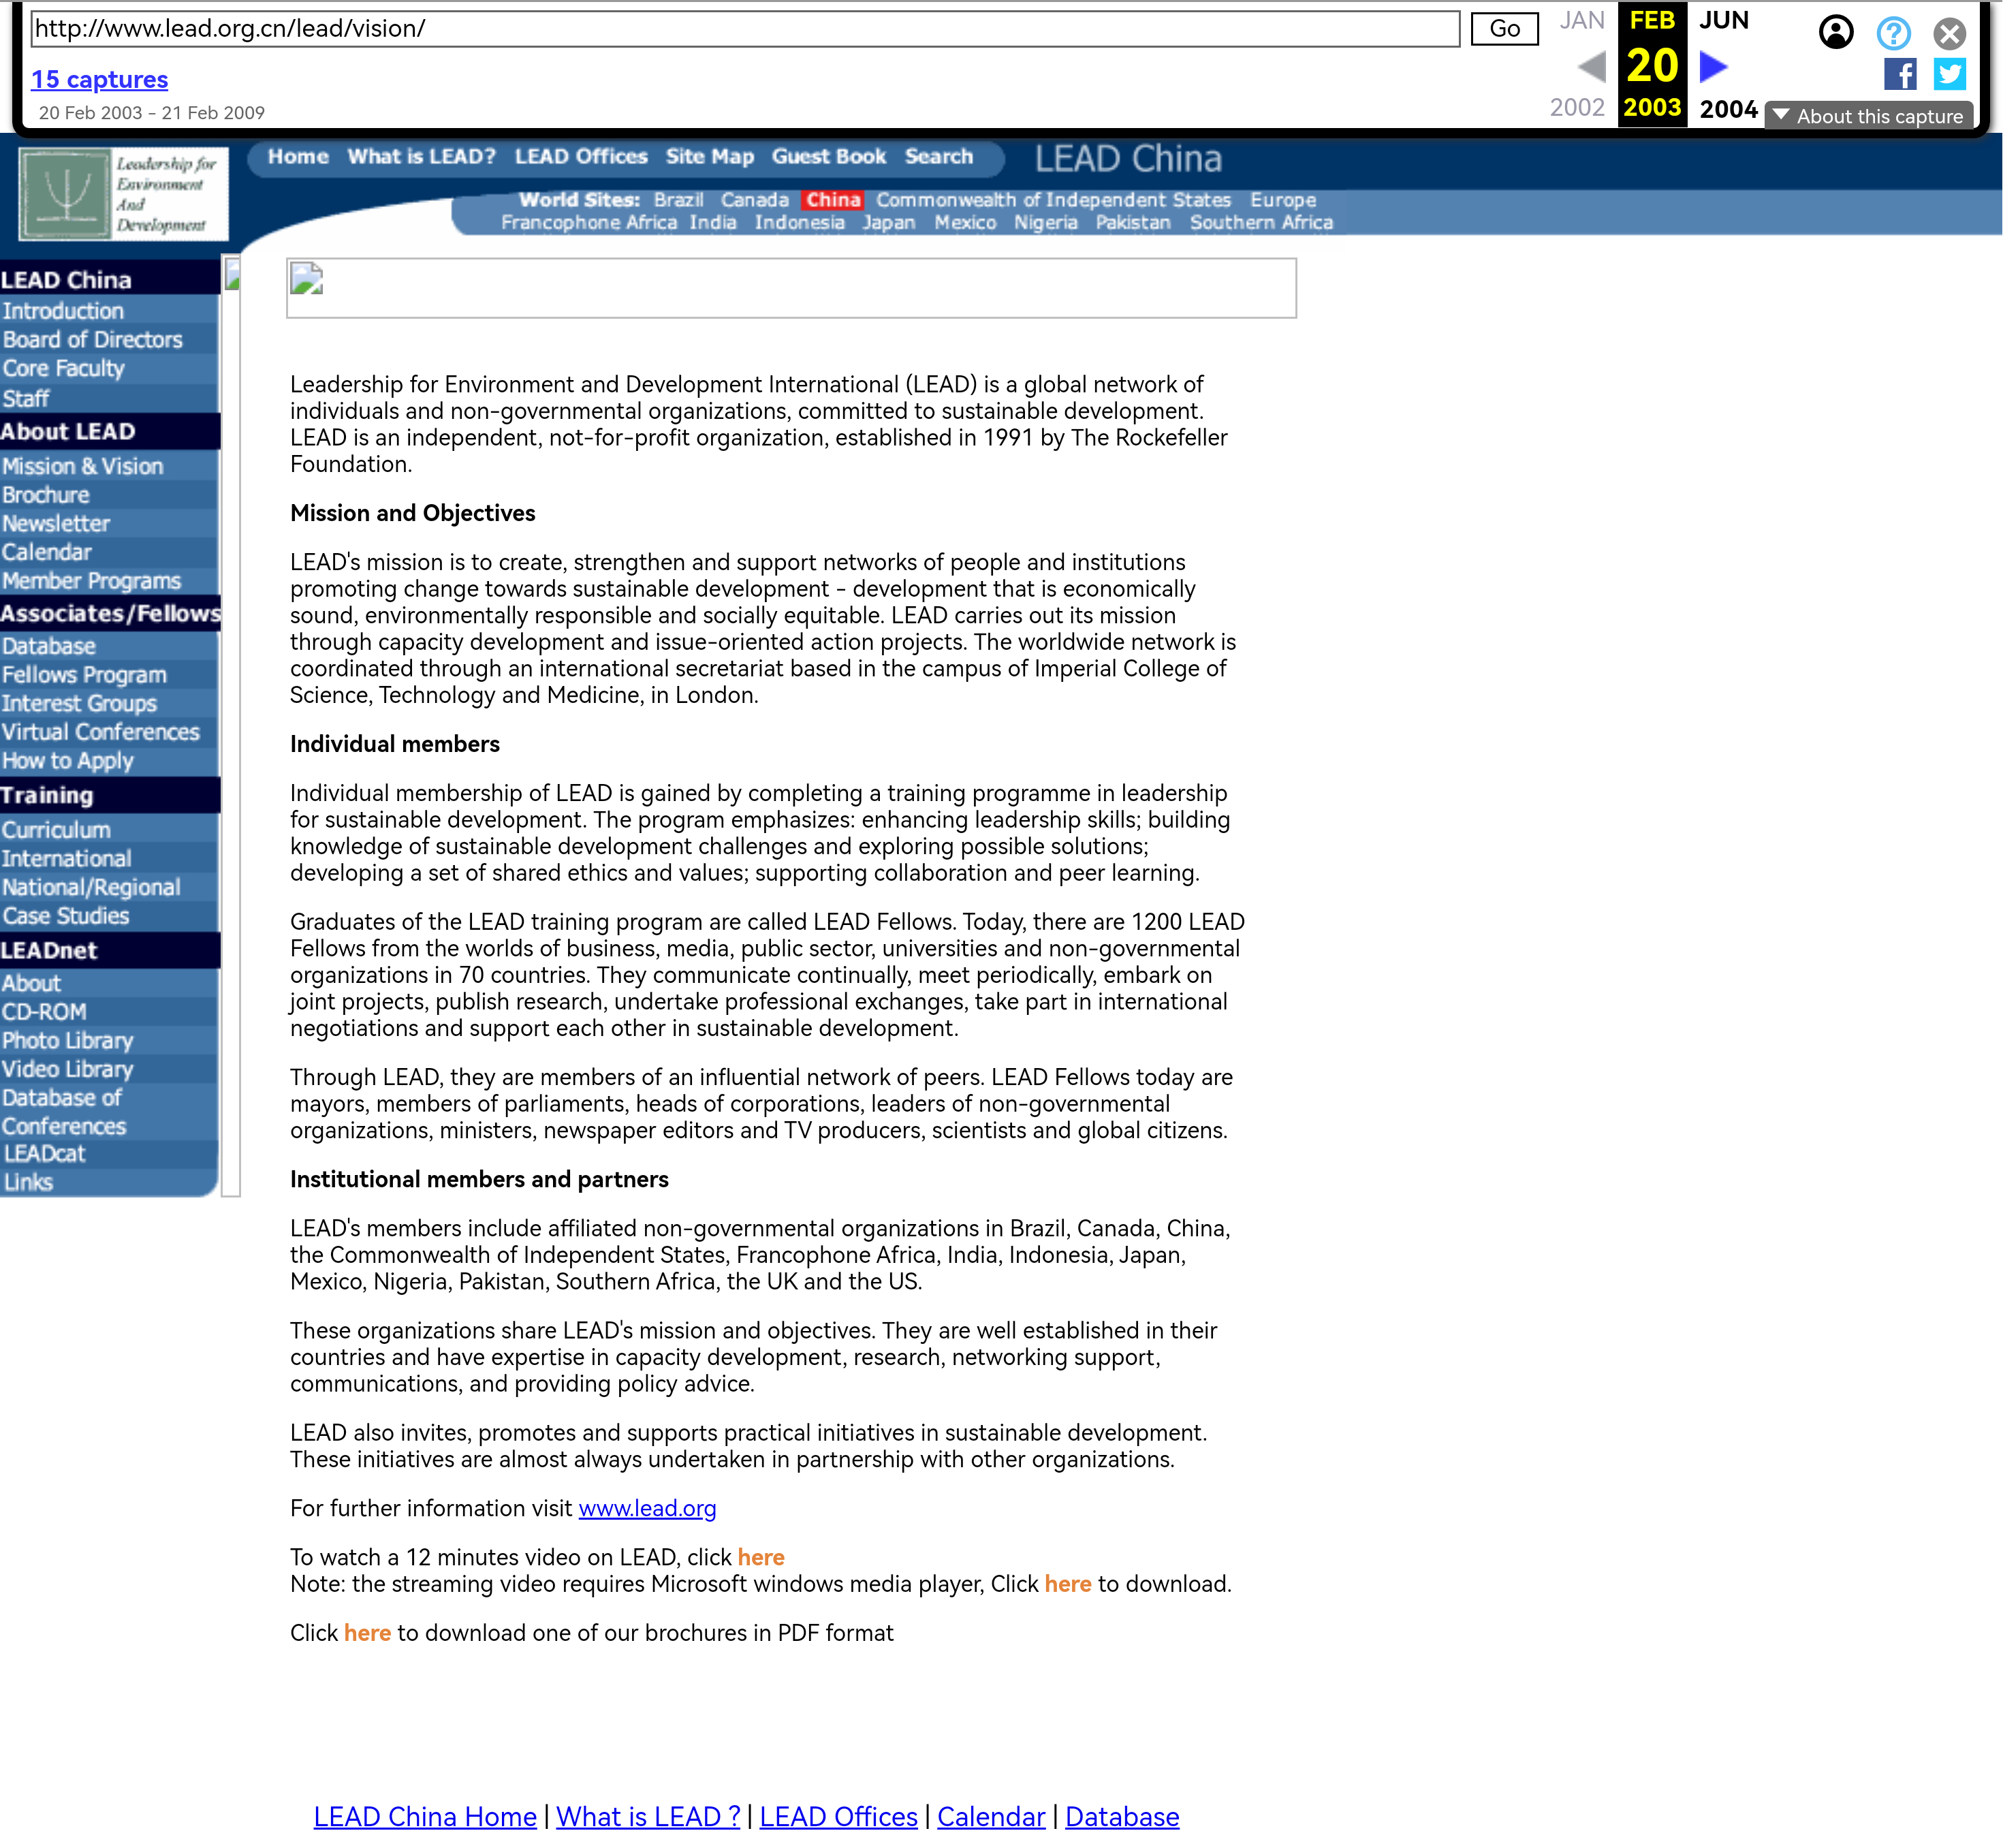 http://www.lead.org.cn/lead/vision/
Go
JAN
FEB
JUN
15 captures
20
20 Feb 2003 - 21 Feb 2009
2002
2003
2004
About this capture
Leadership for
Environment
And
Development
Home What is LEAD? LEAD Offices Site Map Guest Book Search
LEAD China
World Sites: Brazil Canada China Commonwealth of Independent States Europe
Francophone Africa India Indonesia Japan Mexico Nigeria Pakistan Southern Africa
LEAD China
Introduction
Board of Directors
Core Faculty
Staff
About LEAD
Mission & Vision
Brochure
Newsletter
Calendar
Member Programs
Associates/Fellows
Database
Fellows Program
Interest Groups
Virtual Conferences
How to Apply
Training
Curriculum
International
National/Regional
Case Studies
LEADnet
About
CD-ROM
Photo Library
Video Library
Database of
Conferences
LEADcat
Links
Leadership for Environment and Development International (LEAD) is a global network of
individuals and non-governmental organizations, committed to sustainable development.
LEAD is an independent, not-for-profit organization, established in 1991 by The Rockefeller
Foundation.
Mission and Objectives
LEAD's mission is to create, strengthen and support networks of people and institutions
promoting change towards sustainable development - development that is economically
sound, environmentally responsible and socially equitable. LEAD carries out its mission
through capacity development and issue-oriented action projects. The worldwide network is
coordinated through an international secretariat based in the campus of Imperial College of
Science, Technology and Medicine, in London.
Individual members
Individual membership of LEAD is gained by completing a training programme in leadership
for sustainable development. The program emphasizes: enhancing leadership skills; building
knowledge of sustainable development challenges and exploring possible solutions;
developing a set of shared ethics and values; supporting collaboration and peer learning.
Graduates of the LEAD training program are called LEAD Fellows. Today, there are 1200 LEAD
Fellows from the worlds of business, media, public sector, universities and non-governmental
organizations in 70 countries. They communicate continually, meet periodically, embark on
joint projects, publish research, undertake professional exchanges, take part in international
negotiations and support each other in sustainable development.
Through LEAD, they are members of an influential network of peers. LEAD Fellows today are
mayors, members of parliaments, heads of corporations, leaders of non-governmental
organizations, ministers, newspaper editors and TV producers, scientists and global citizens.
Institutional members and partners
LEAD's members include affiliated non-governmental organizations in Brazil, Canada, China,
the Commonwealth of Independent States, Francophone Africa, India, Indonesia, Japan,
Mexico, Nigeria, Pakistan, Southern Africa, the UK and the US.
These organizations share LEAD's mission and objectives. They are well established in their
countries and have expertise in capacity development, research, networking support,
communications, and providing policy advice.
LEAD also invites, promotes and supports practical initiatives in sustainable development.
These initiatives are almost always undertaken in partnership with other organizations.
For further information visit www.lead.org
To watch a 12 minutes video on LEAD, click here
Note: the streaming video requires Microsoft windows media player, Click here to download.
Click here to download one of our brochures in PDF format
LEAD China Home | What is LEAD ? | LEAD Offices | Calendar | Database